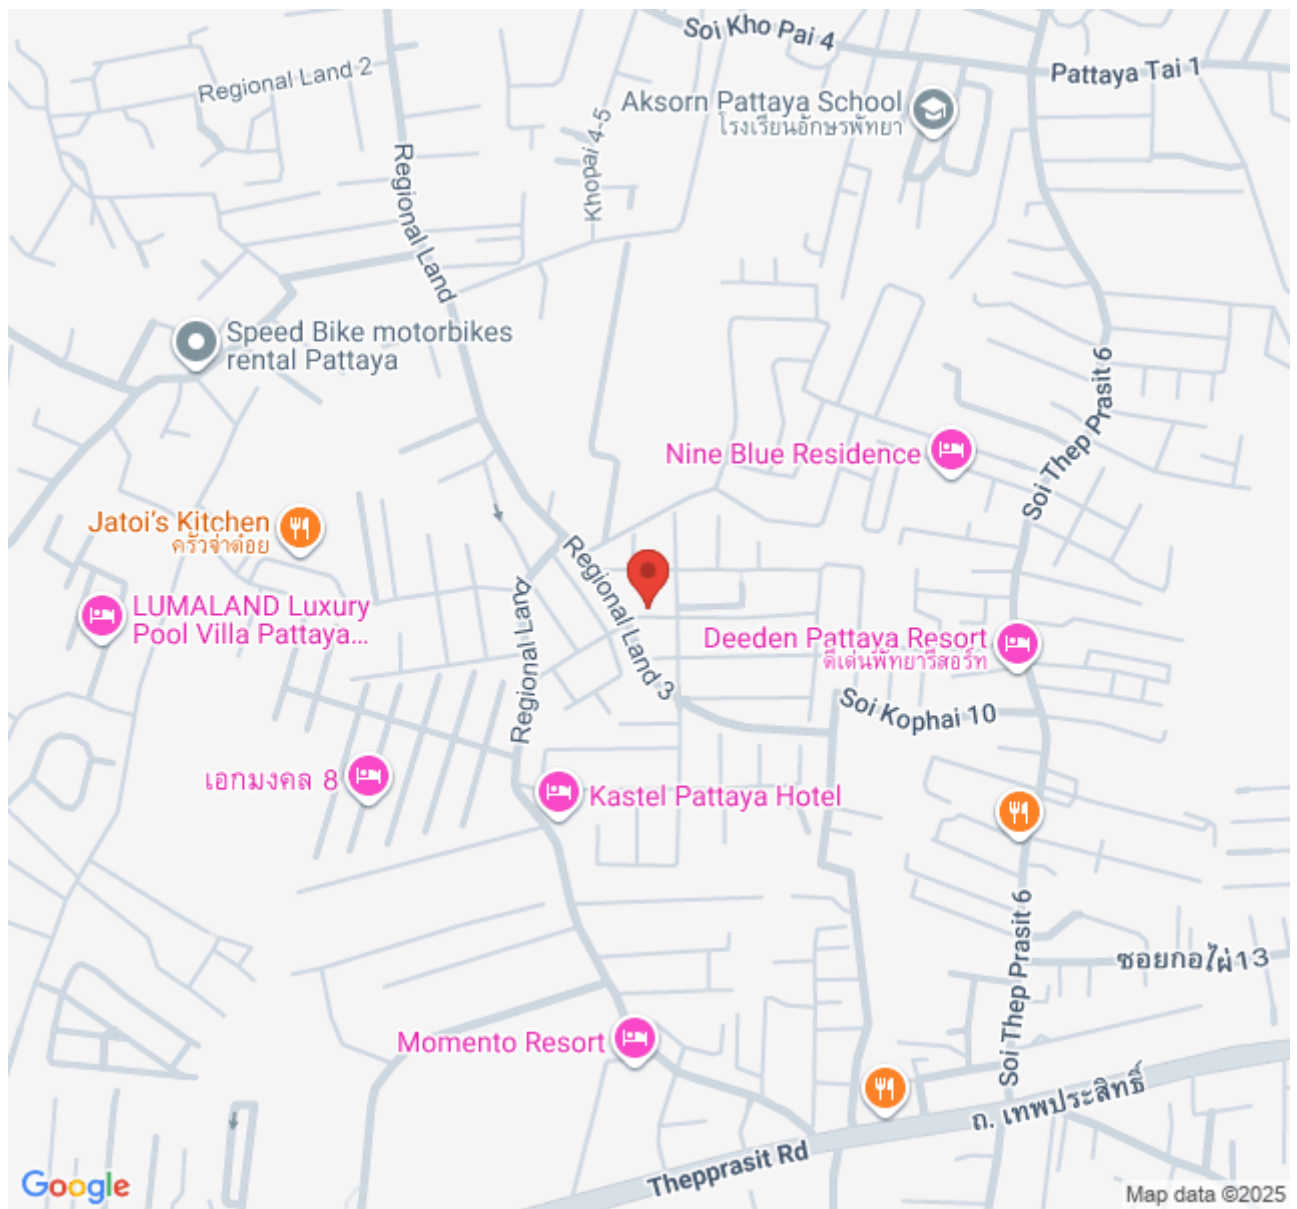 Soi Kho Pai 4
Pattaya Tai 1
Regional Land 2
Aksorn Pattaya School
โรงเรียนอักษรพัทยา
Khopai 4-5
Regional Land
Speed Bike motorbikes
rental Pattaya
Soi Thep Prasit 6
Nine Blue Residence
Jatoi's Kitchen
ครัวจ่าต๋อย
Regional Land 3
LUMALAND Luxury
Pool Villa Pattaya...
Regional Land
Deeden Pattaya Resort
ดีเด่นพัทยารีสอร์ท
Soi Kophai 10
เอกมงคล 8
Kastel Pattaya Hotel
Soi Thep Prasit 6
ซอยกอไผ่13
Momento Resort
ถ. เทพประสิทธิ์
Thepprasit Rd
Google
Map data ©2025